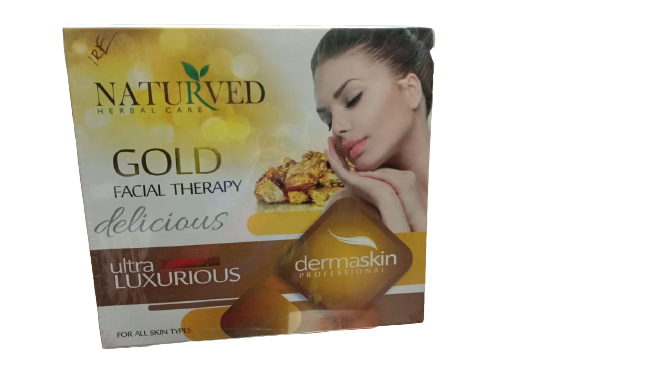 NATURVED
HERBAL CARE
GOLD
FACIAL THERAPY
delicious
ultra
LUXURIOUS
dermaskin
PROFESSIONAL
FOR ALL SKIN TYPES